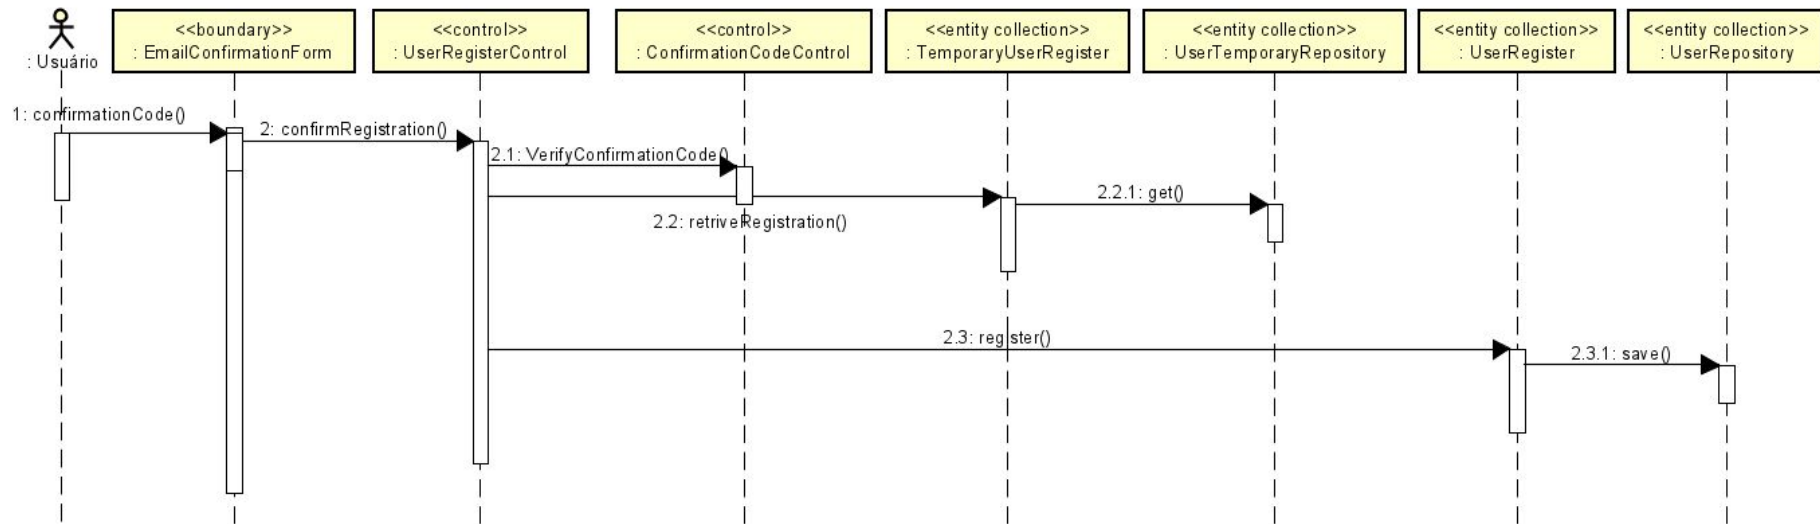 : Usuário
<<boundary>>
: EmailConfirmationForm
<<control>>
: UserRegisterControl
<<control>>
: ConfirmationCodeControl
<<entity collection>>
: TemporaryUserRegister
<<entity collection>>
: UserTemporaryRepository
<<entity collection>>
: UserRegister
<<entity collection>>
: UserRepository
1: confirmationCode()
2: confirmRegistration()
2.1: VerifyConfirmationCode()
2.2: retriveRegistration()
2.2.1: get()
2.3: register()
2.3.1: save()